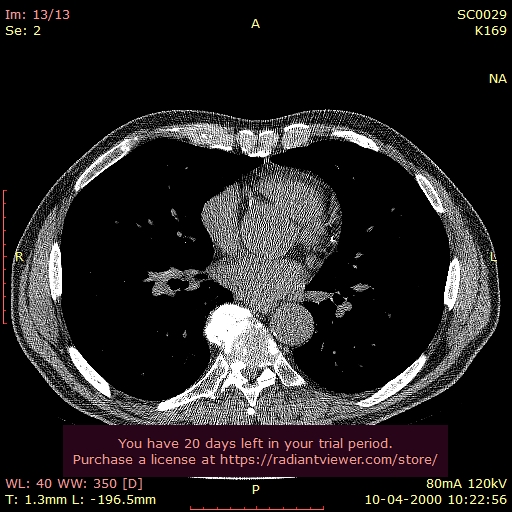 Im: 13/13
Se: 2
A
SC0029
K169
NA
R
L
You have 20 days left in your trial period.
Purchase a license at https://radiantviewer.com/store/
WL: 40 WW: 350 [D]
T: 1.3mm L: -196.5mm
P
80mA 120kV
10-04-2000 10:22:56